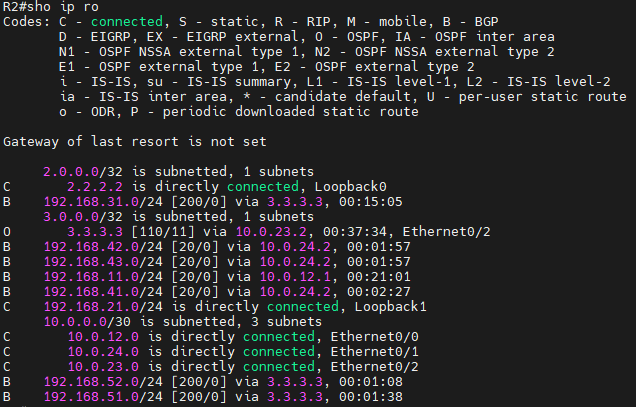 R2#sho ip ro
Codes: C - connected, S - static, R - RIP, M - mobile, B - BGP
       D - EIGRP, EX - EIGRP external, O - OSPF, IA - OSPF inter area
       N1 - OSPF NSSA external type 1, N2 - OSPF NSSA external type 2
       E1 - OSPF external type 1, E2 - OSPF external type 2
       i - IS-IS, su - IS-IS summary, L1 - IS-IS level-1, L2 - IS-IS level-2
       ia - IS-IS inter area, * - candidate default, U - per-user static route
       o - ODR, P - periodic downloaded static route
Gateway of last resort is not set
     2.0.0.0/32 is subnetted, 1 subnets
C       2.2.2.2 is directly connected, Loopback0
B    192.168.31.0/24 [200/0] via 3.3.3.3, 00:15:05
     3.0.0.0/32 is subnetted, 1 subnets
O       3.3.3.3 [110/11] via 10.0.23.2, 00:37:34, Ethernet0/2
B    192.168.42.0/24 [20/0] via 10.0.24.2, 00:01:57
B    192.168.43.0/24 [20/0] via 10.0.24.2, 00:01:57
B    192.168.11.0/24 [20/0] via 10.0.12.1, 00:21:01
B    192.168.41.0/24 [20/0] via 10.0.24.2, 00:02:27
C    192.168.21.0/24 is directly connected, Loopback1
     10.0.0.0/30 is subnetted, 3 subnets
C       10.0.12.0 is directly connected, Ethernet0/0
C       10.0.24.0 is directly connected, Ethernet0/1
C       10.0.23.0 is directly connected, Ethernet0/2
B    192.168.52.0/24 [200/0] via 3.3.3.3, 00:01:08
B    192.168.51.0/24 [200/0] via 3.3.3.3, 00:01:38